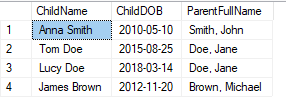 ChildName ChildDOB ParentFullName
1 Anna Smith 2010-05-10 Smith, John
2 Tom Doe 2015-08-25 Doe, Jane
3 Lucy Doe 2018-03-14 Doe, Jane
4 James Brown 2012-11-20 Brown, Michael